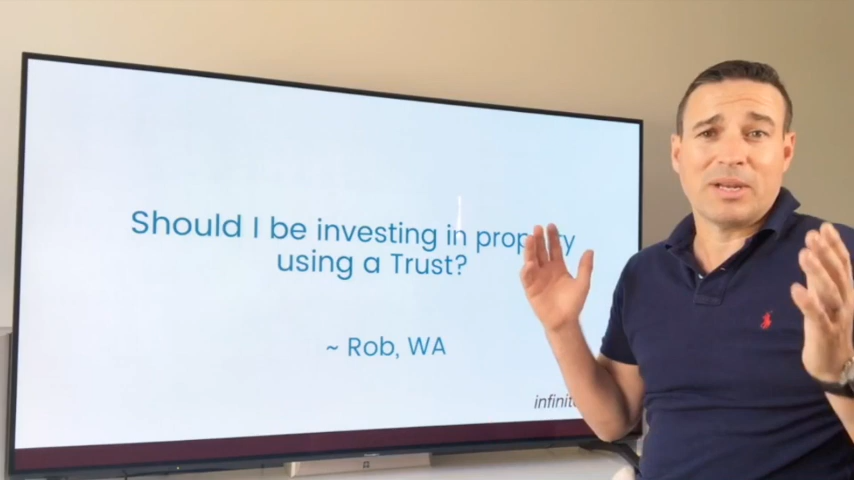 Should I be investing in property
using a Trust?
~ Rob, WA